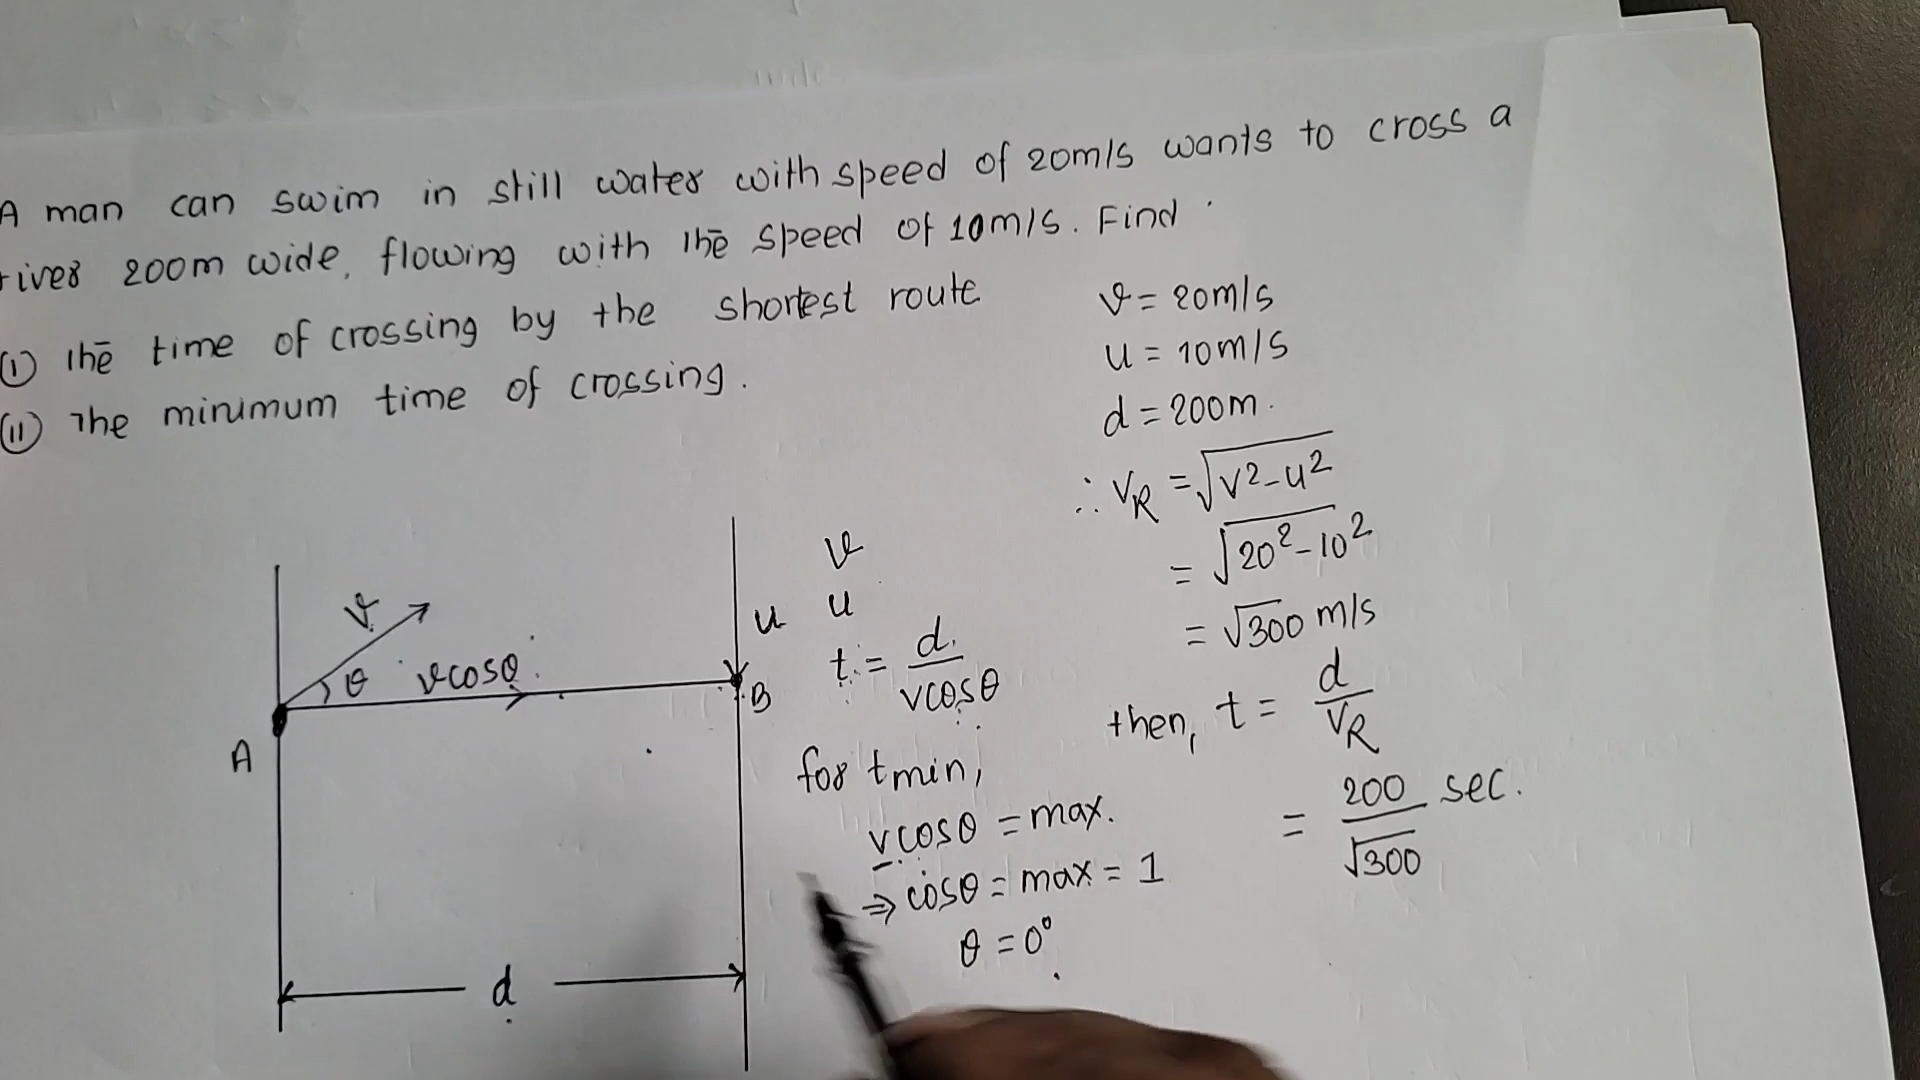 A man can swim in still water with speed of 20m/s wants to cross a
river 200m wide, flowing with the speed of 10m/s. Find
(i) The time of crossing by the shortest route
(ii) The minimum time of crossing.
v = 20m/s
u = 10m/s
d = 200m.
∴ VR = √(v² - u²)
= √(20² - 10²)
= √300 m/s
then, t = d/VR
= 200/√300 sec.
v
u
t = d/vcosθ
for tmin,
vcosθ = max.
⇒ cosθ = max = 1
θ = 0°
v
θ vcosθ
u
A
B
d